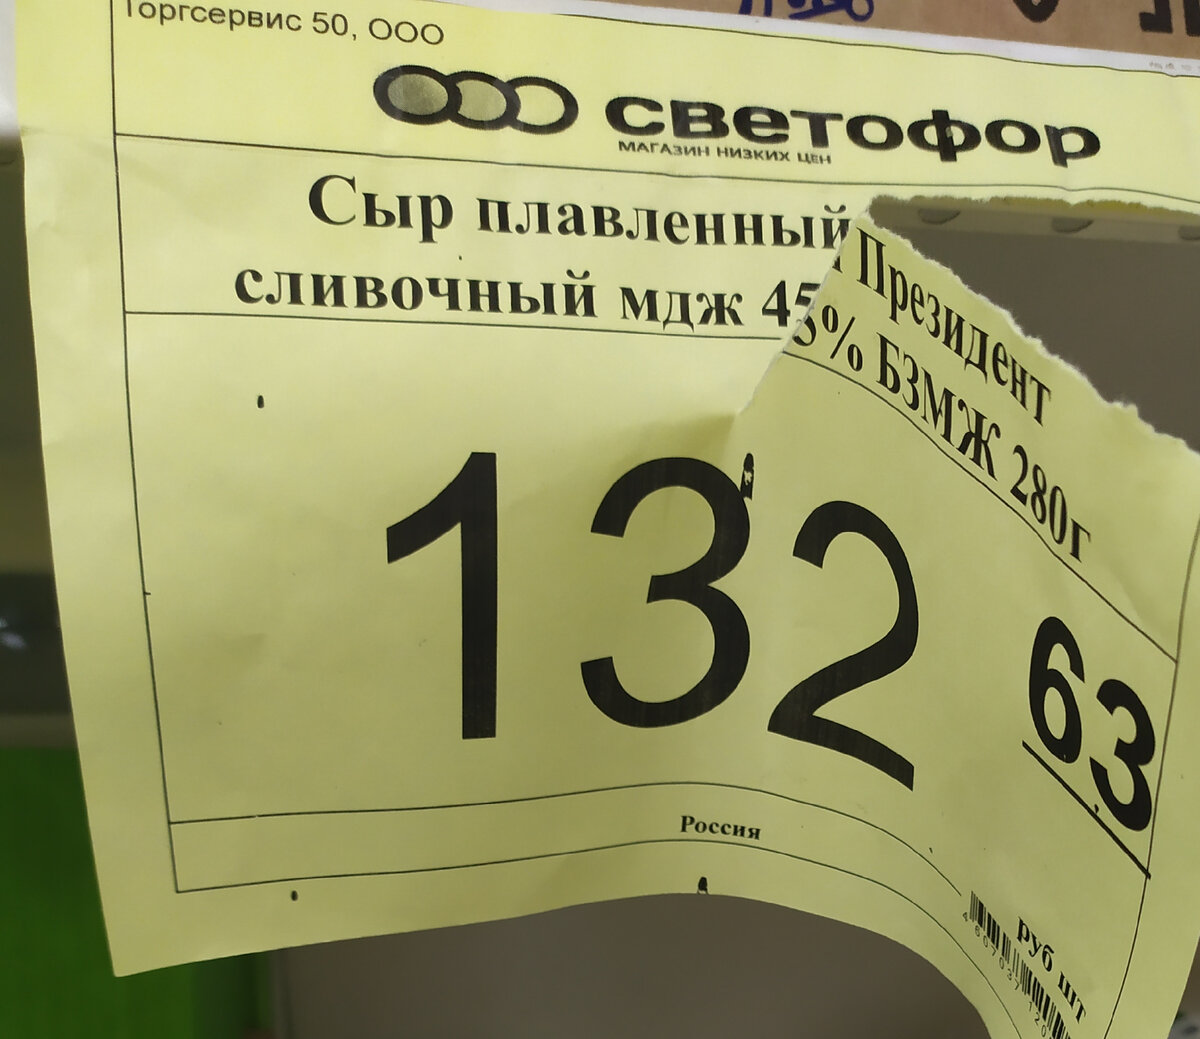 Торгсервис 50, ООО
светофор
МАГАЗИН НИЗКИХ ЦЕН
Сыр плавленный Президент
сливочный мдж 45% БЗМЖ 280г
132 63
Россия
руб шт